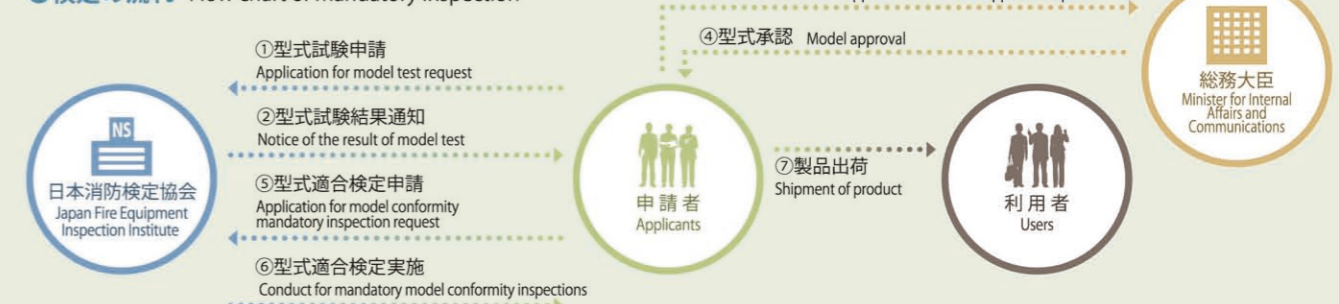 Flow chart of mandatory inspection
④型式承認 Model approval
①型式試験申請
Application for model test request
②型式試験結果通知
Notice of the result of model test
⑤型式適合検定申請
Application for model conformity
mandatory inspection request
⑥型式適合検定実施
Conduct for mandatory model conformity inspections
NS
日本消防検定協会
Japan Fire Equipment
Inspection Institute
申請者
Applicants
⑦製品出荷
Shipment of product
利用者
Users
総務大臣
Minister for Internal
Affairs and
Communications